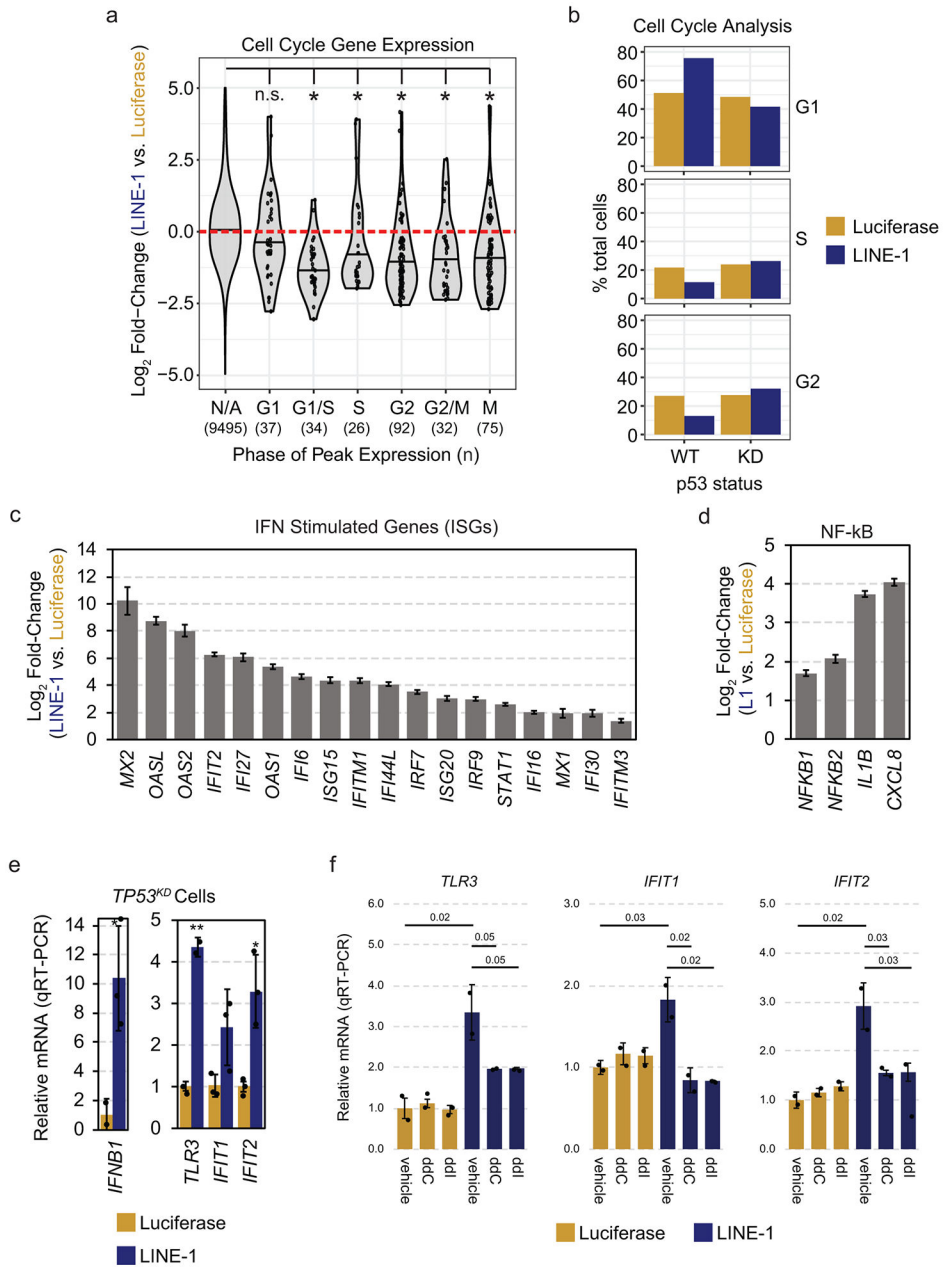 a
Cell Cycle Gene Expression
Log2 Fold−Change (LINE-1 vs. Luciferase)
5.0
2.5
0.0
−2.5
−5.0
n.s. * * * * *
N/A G1 G1/S S G2 G2/M M
(9495) (37) (34) (26) (92) (32) (75)
Phase of Peak Expression (n)
b
Cell Cycle Analysis
% total cells
80
60
40
20
0
G1
80
60
40
20
0
S
80
60
40
20
0
G2
WT KD
p53 status
Luciferase
LINE-1
c
IFN Stimulated Genes (ISGs)
Log2 Fold-Change
(LINE-1 vs. Luciferase)
14
12
10
8
6
4
2
0
MX2 OASL OAS2 IFIT2 IFI27 OAS1 IFI6 ISG15 IFITM1 IFI44L IRF7 ISG20 IRF9 STAT1 IFI16 MX1 IFI30 IFITM3
d
NF-kB
Log2 Fold-Change
(L1 vs. Luciferase)
5
4
3
2
1
0
NFKB1 NFKB2 IL1B CXCL8
e
TP53KD Cells
Relative mRNA (qRT-PCR)
14
12
10
8
6
4
2
0
*
IFNB1
5
4
3
2
1
0
** *
TLR3 IFIT1 IFIT2
Luciferase
LINE-1
f
Relative mRNA (qRT-PCR)
TLR3
6.0
5.0
4.0
3.0
2.0
1.0
0.0
0.02
0.05
0.05
vehicle ddC ddI vehicle ddC ddI
IFIT1
3.0
2.0
1.0
0.0
0.03
0.02
0.02
vehicle ddC ddI vehicle ddC ddI
IFIT2
5.0
4.0
3.0
2.0
1.0
0.0
0.02
0.03
0.03
vehicle ddC ddI vehicle ddC ddI
Luciferase LINE-1